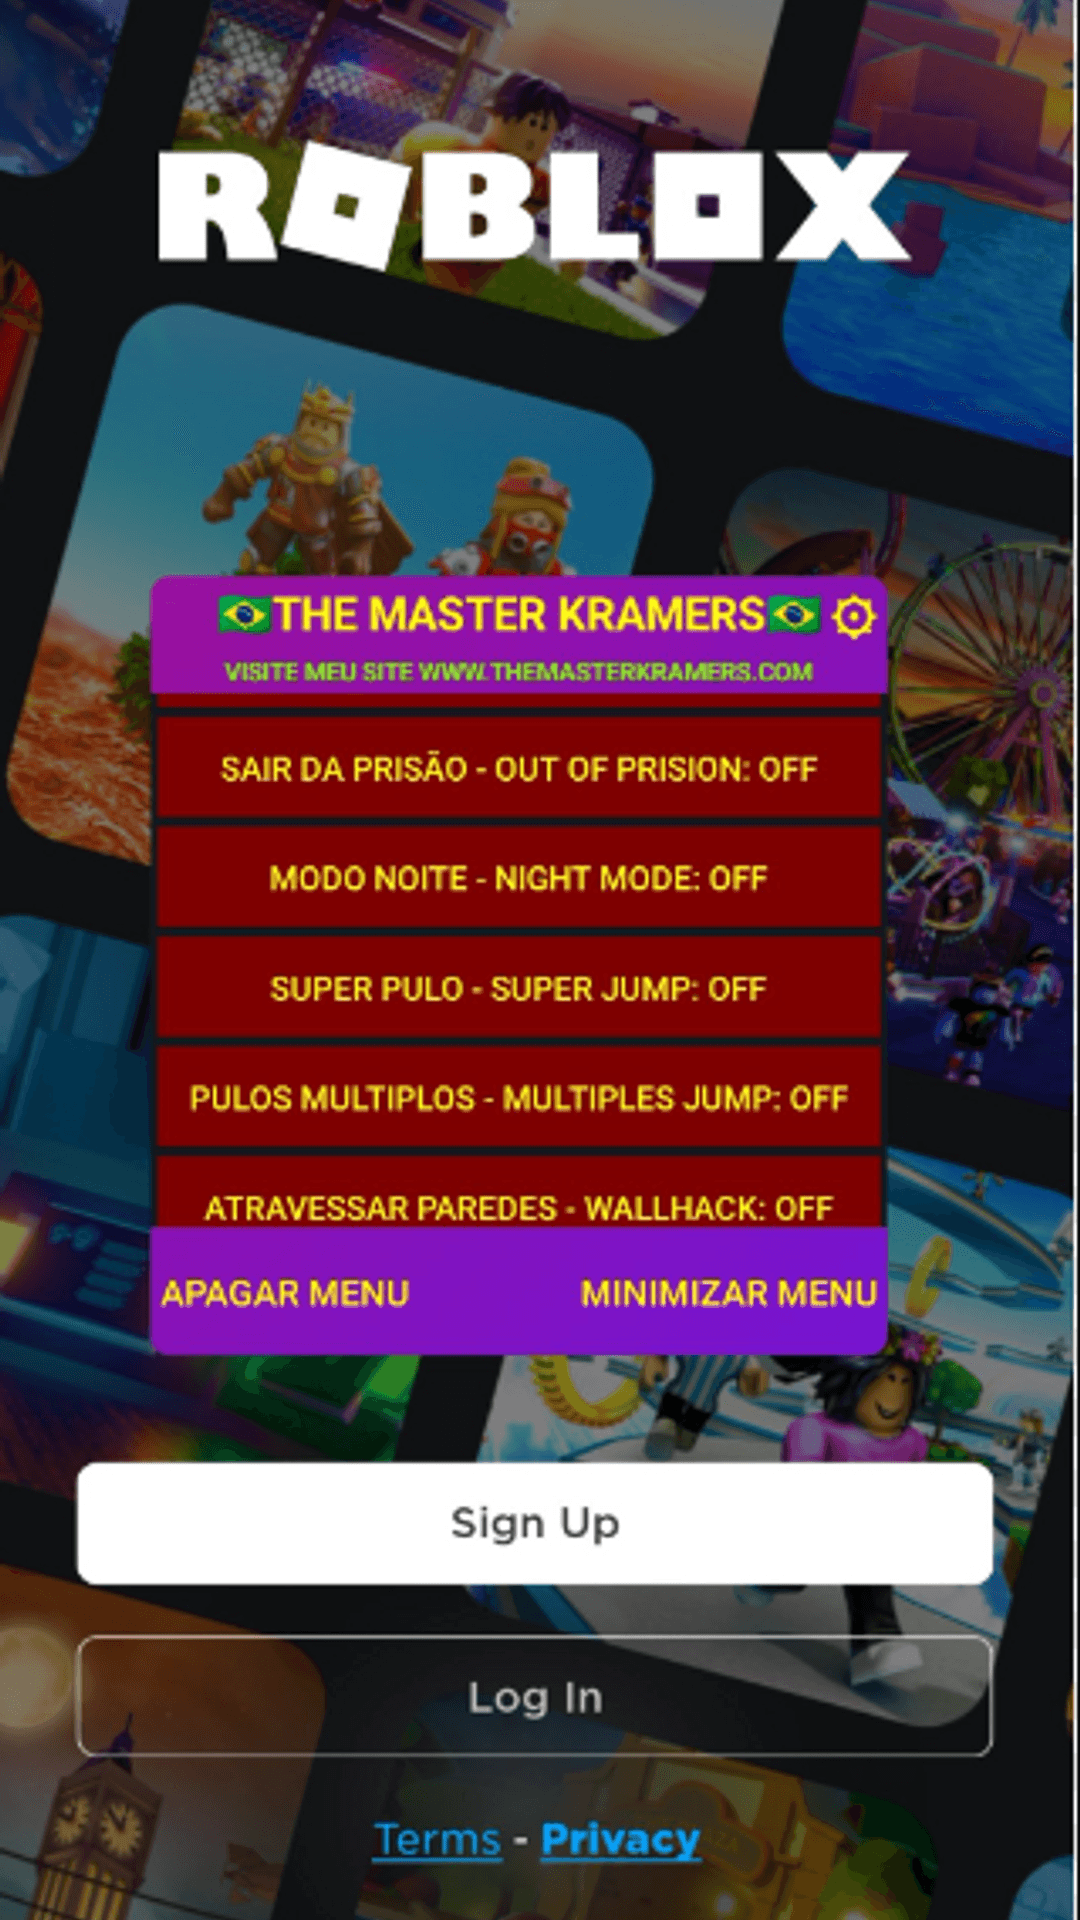 ROBLOX
THE MASTER KRAMERS
VISITE MEU SITE WWW.THEMASTERKRAMERS.COM
SAIR DA PRISÃO - OUT OF PRISION: OFF
MODO NOITE - NIGHT MODE: OFF
SUPER PULO - SUPER JUMP: OFF
PULOS MULTIPLOS - MULTIPLES JUMP: OFF
ATRAVESSAR PAREDES - WALLHACK: OFF
APAGAR MENU MINIMIZAR MENU
Sign Up
Log In
Terms - Privacy